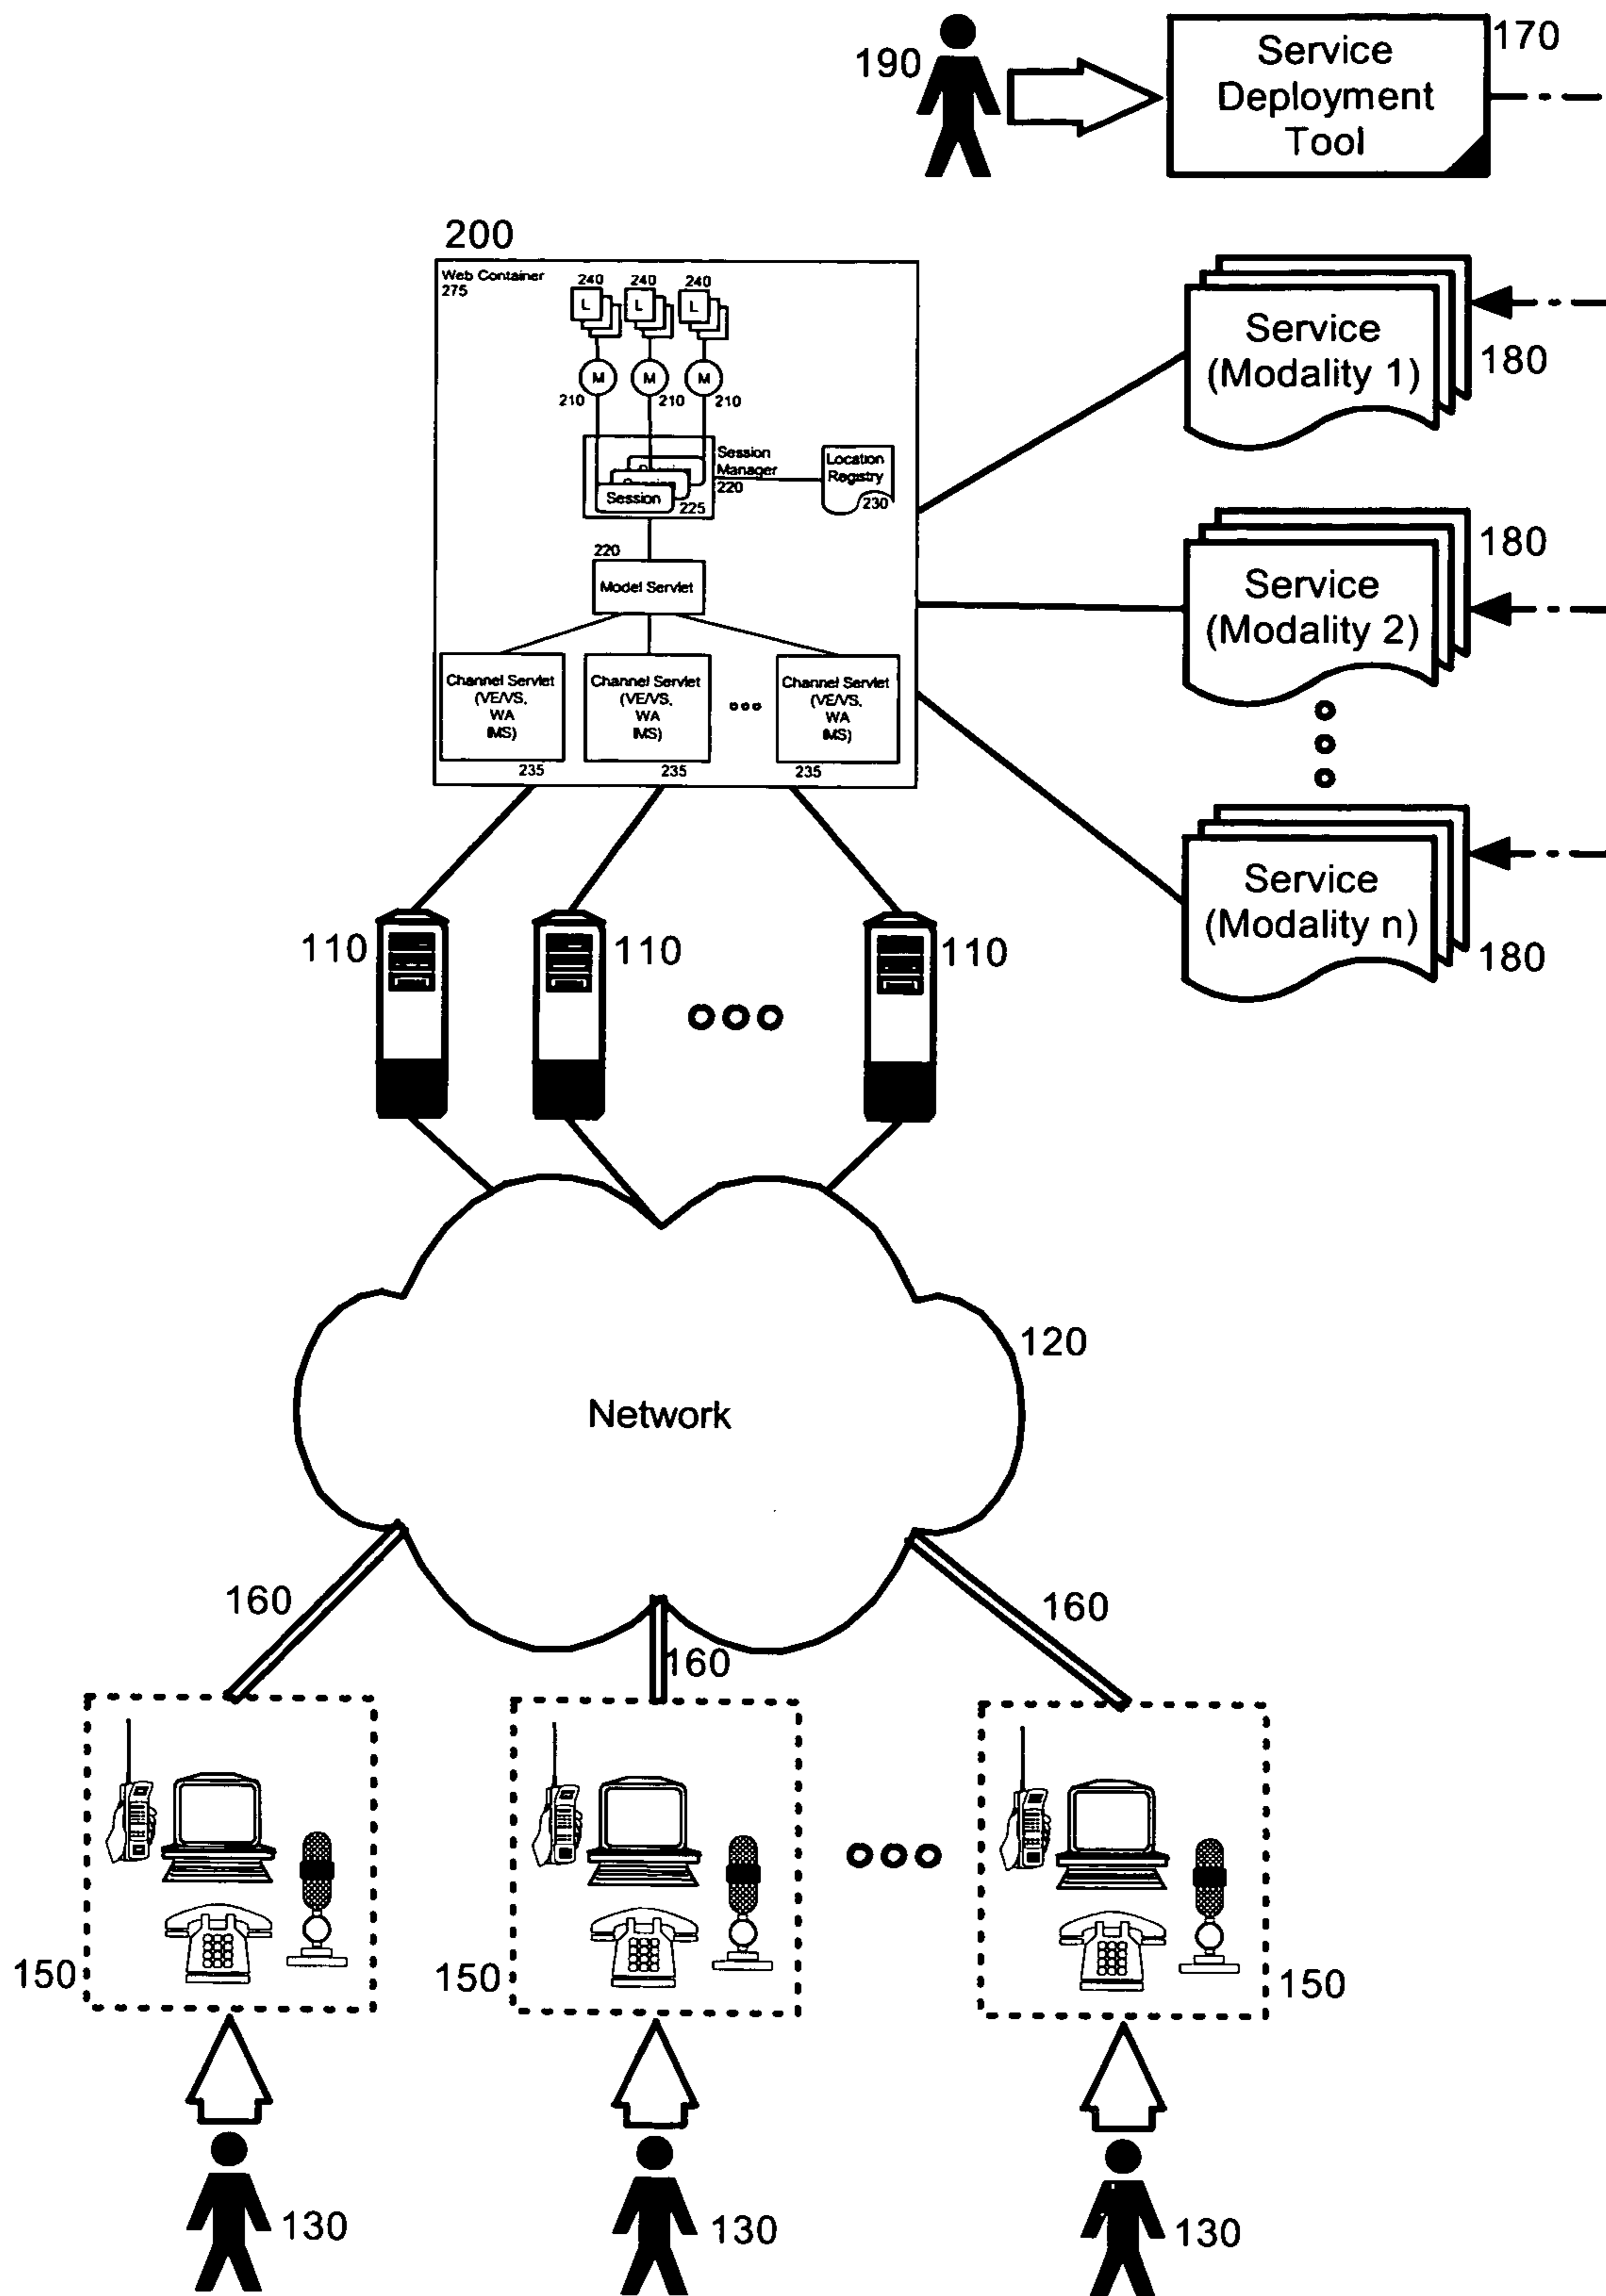 190
Service
Deployment
Tool
170
200
Web Container
275
240
240
240
L
L
L
M
M
M
210
210
210
Session
225
Session
Manager
220
Location
Registry
230
220
Model Servlet
Channel Servlet
(VE/VS,
WA
IMS)
235
Channel Servlet
(VE/VS,
WA
IMS)
235
Channel Servlet
(VE/VS,
WA
IMS)
235
Service
(Modality 1)
180
Service
(Modality 2)
180
Service
(Modality n)
180
110
110
110
120
Network
160
160
160
150
150
150
130
130
130